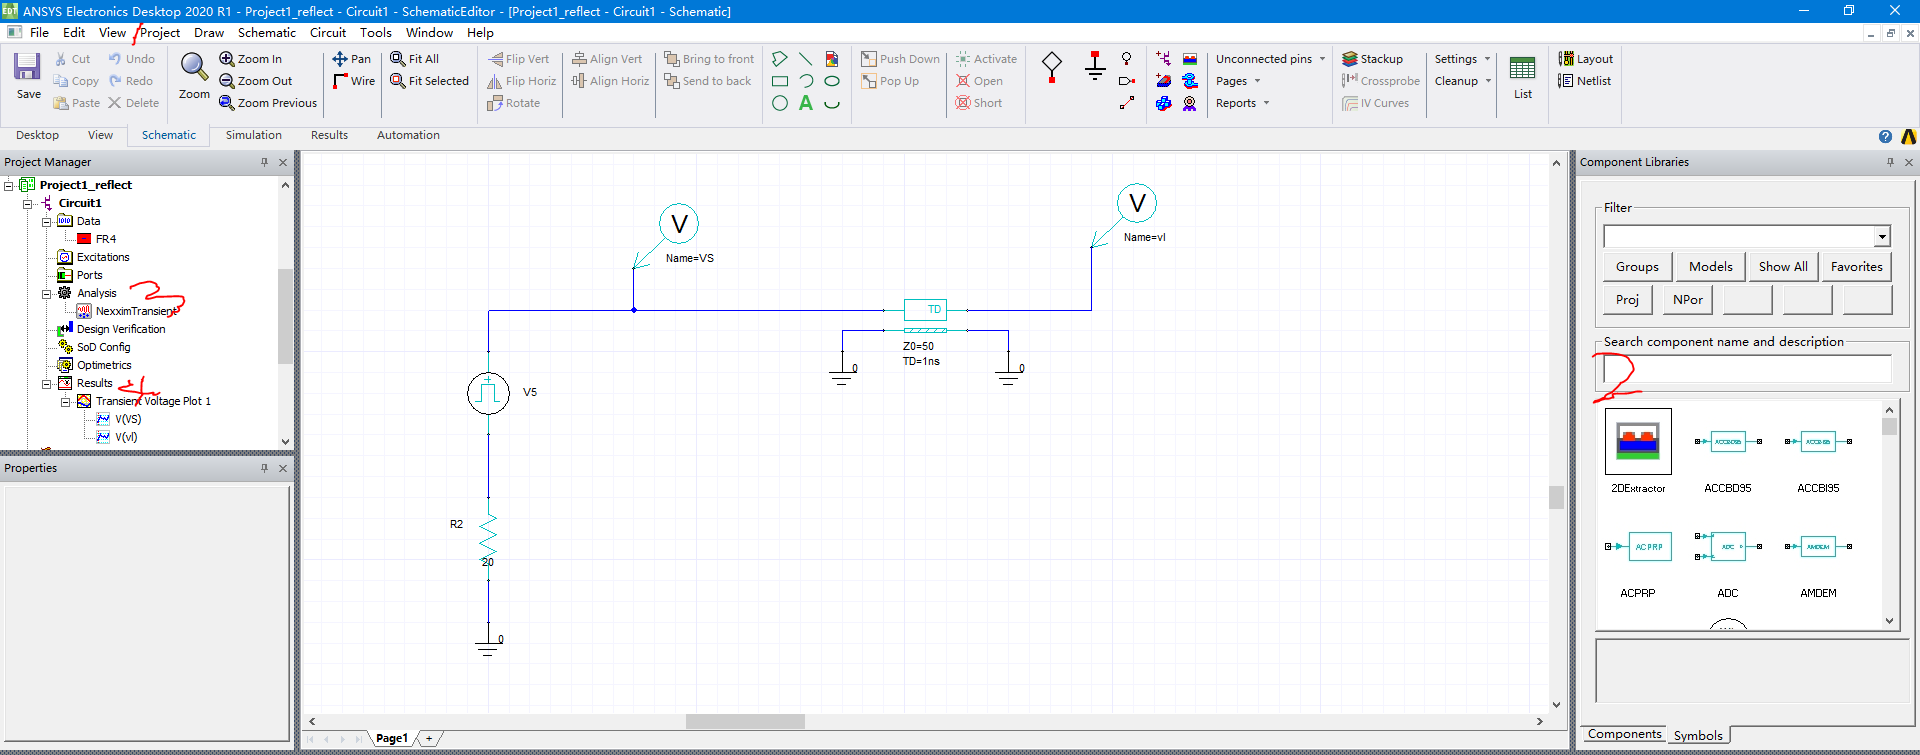 ANSYS Electronics Desktop 2020 R1 - Project1_reflect - Circuit1 - SchematicEditor - [Project1_reflect - Circuit1 - Schematic]
File Edit View Project Draw Schematic Circuit Tools Window Help
1
Save
Cut
Copy
Paste
Undo
Redo
Delete
Zoom
Zoom In
Zoom Out
Zoom Previous
Pan
Wire
Fit All
Fit Selected
Flip Vert
Flip Horiz
Rotate
Align Vert
Align Horiz
Bring to front
Send to back
A
Push Down
Pop Up
Activate
Open
Short
Unconnected pins
Pages
Reports
Stackup
Crossprobe
IV Curves
Settings
Cleanup
List
Layout
Netlist
Desktop View Schematic Simulation Results Automation
Project Manager
Project1_reflect
Circuit1
Data
FR4
Excitations
Ports
Analysis
3
NexximTransient
Design Verification
SoD Config
Optimetrics
Results
4
Transient Voltage Plot 1
V(VS)
V(vl)
Properties
V
Name=VS
V
Name=vl
TD
Z0=50
TD=1ns
0
0
V5
R2
20
0
Page1 +
Component Libraries
Filter
Groups Models Show All Favorites
Proj NPor
Search component name and description
2
2DExtractor
ACCBD95
ACCBI95
ACPRP
ACPRP
ADC
ADC
AMDEM
AMDEM
Components Symbols